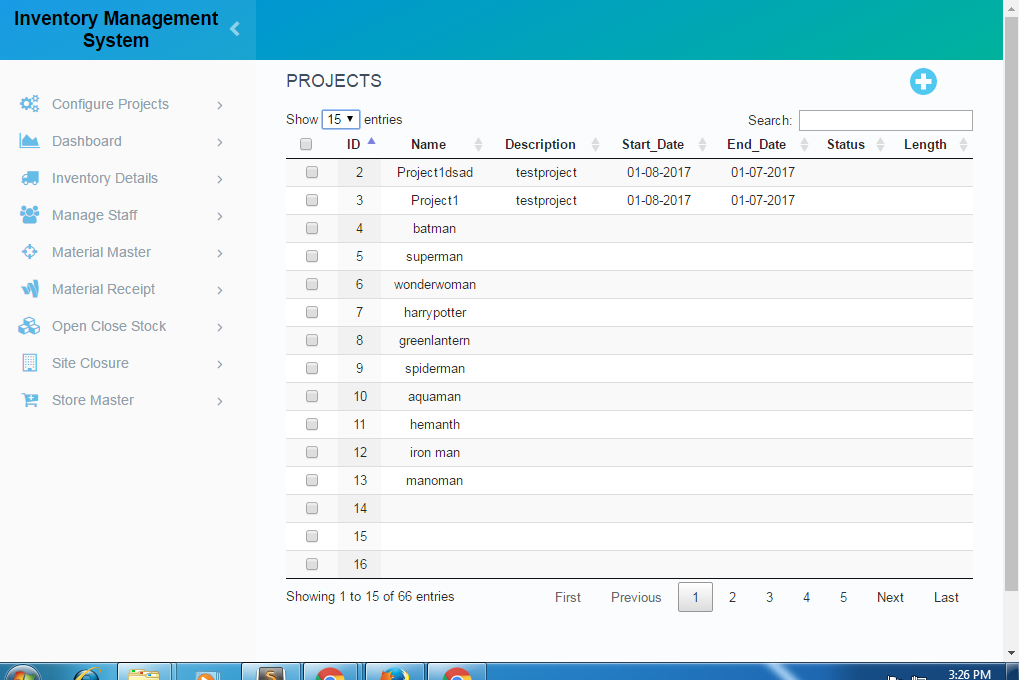 Inventory Management
System
Configure Projects
Dashboard
Inventory Details
Manage Staff
Material Master
Material Receipt
Open Close Stock
Site Closure
Store Master
PROJECTS
Show 15 entries
Search:
ID Name Description Start_Date End_Date Status Length
2 Project1dsad testproject 01-08-2017 01-07-2017
3 Project1 testproject 01-08-2017 01-07-2017
4 batman
5 superman
6 wonderwoman
7 harrypotter
8 greenlantern
9 spiderman
10 aquaman
11 hemanth
12 iron man
13 manoman
14
15
16
Showing 1 to 15 of 66 entries
First Previous 1 2 3 4 5 Next Last
3:26 PM